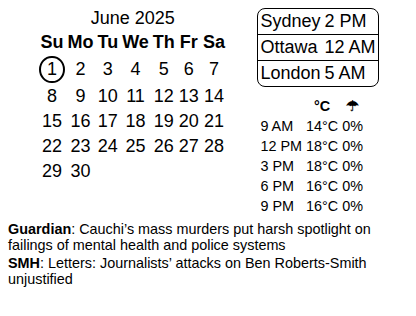 June 2025
Su Mo Tu We Th Fr Sa
1 2 3 4 5 6 7
8 9 10 11 12 13 14
15 16 17 18 19 20 21
22 23 24 25 26 27 28
29 30
Sydney 2 PM
Ottawa 12 AM
London 5 AM
°C ☂
9 AM 14°C 0%
12 PM 18°C 0%
3 PM 18°C 0%
6 PM 16°C 0%
9 PM 16°C 0%
Guardian: Cauchi’s mass murders put harsh spotlight on
failings of mental health and police systems
SMH: Letters: Journalists’ attacks on Ben Roberts-Smith
unjustified